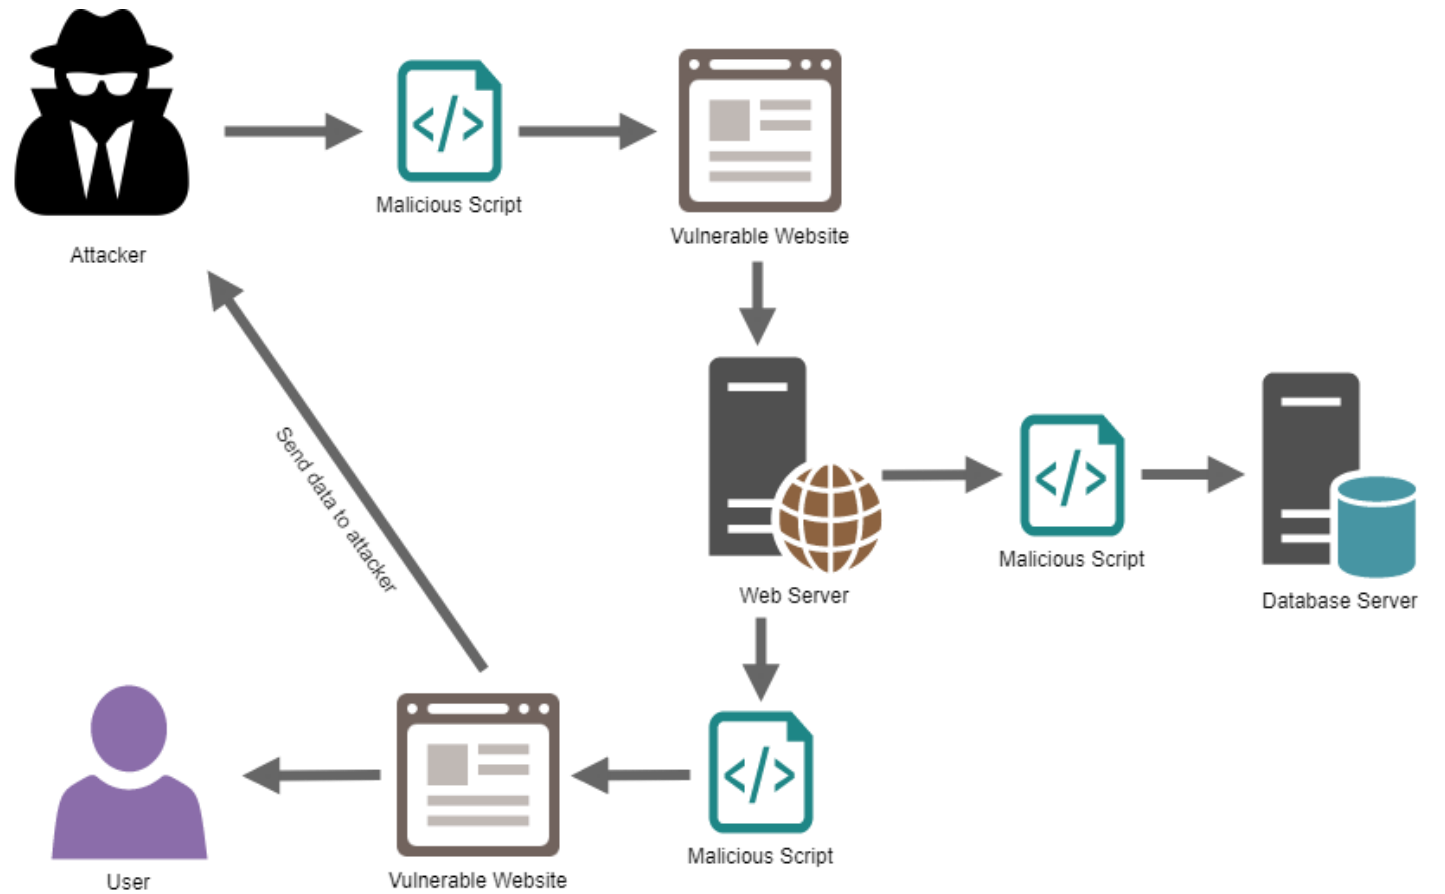 Malicious Script
Vulnerable Website
Attacker
Send data to attacker
Malicious Script
Web Server
Database Server
Malicious Script
User
Vulnerable Website